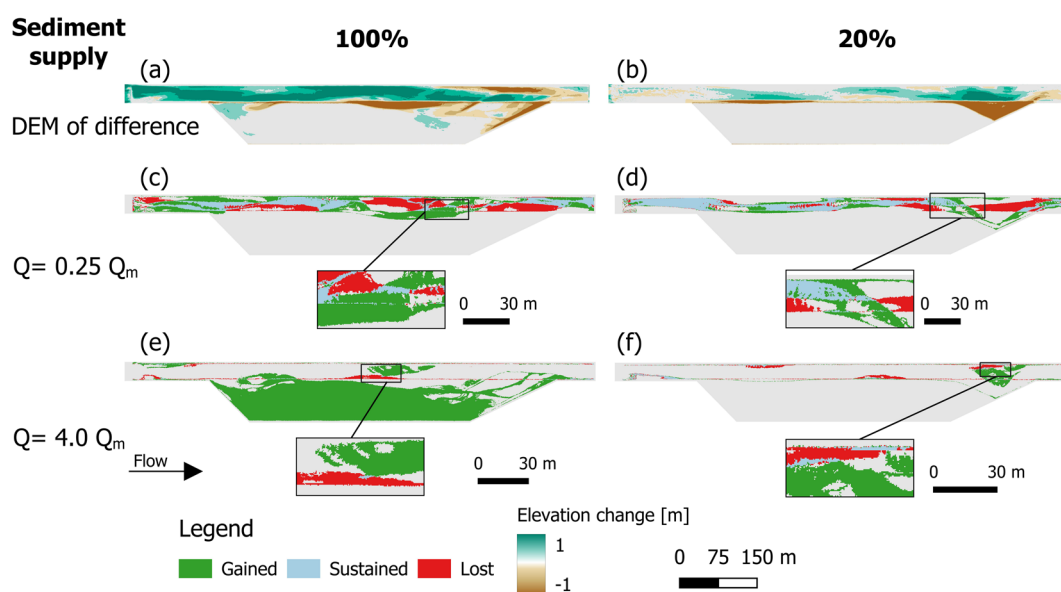 Sediment
supply
100%
20%
(a)
(b)
DEM of difference
(c)
(d)
Q= 0.25 Qm
0 30 m
0 30 m
(e)
(f)
Q= 4.0 Qm
Flow
0 30 m
0 30 m
Legend
Gained
Sustained
Lost
Elevation change [m]
1
-1
0 75 150 m